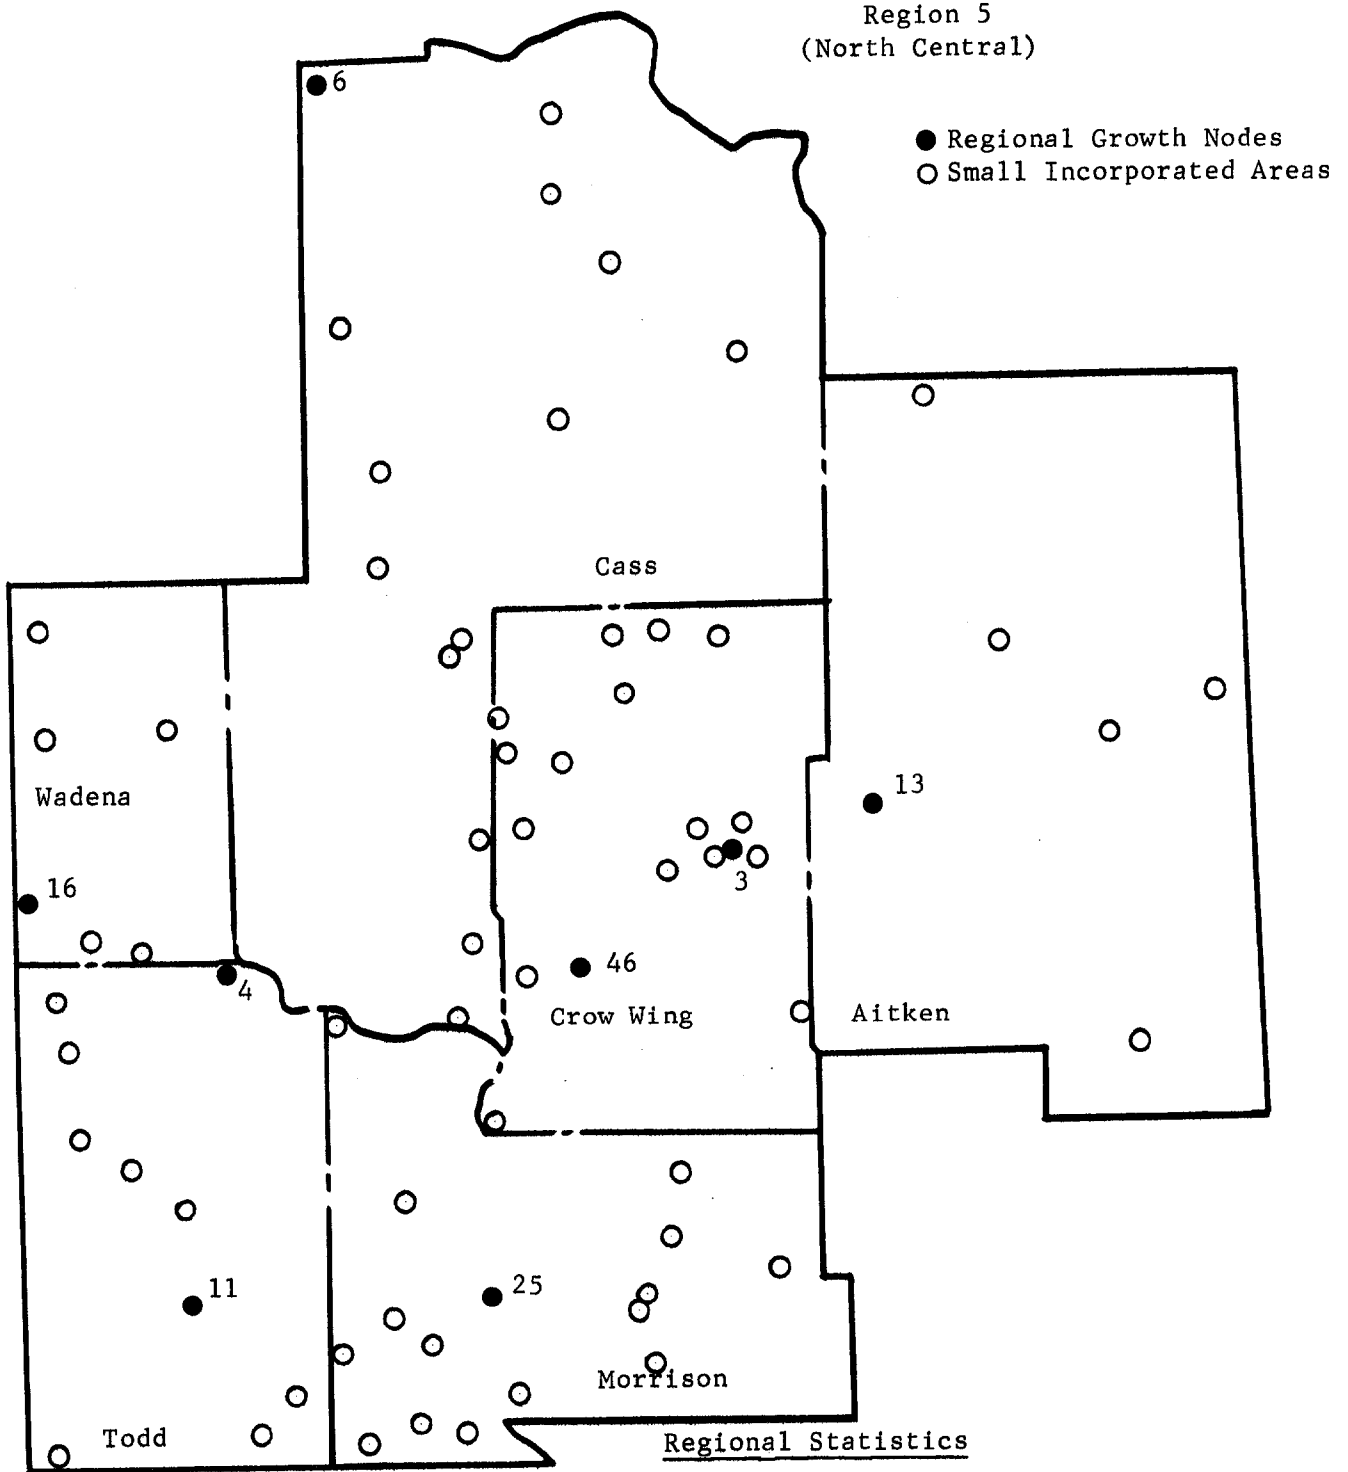 Region 5
(North Central)
6
Regional Growth Nodes
Small Incorporated Areas
Cass
13
Wadena
3
16
46
4
Crow Wing
Aitken
11
25
Morrison
Todd
Regional Statistics